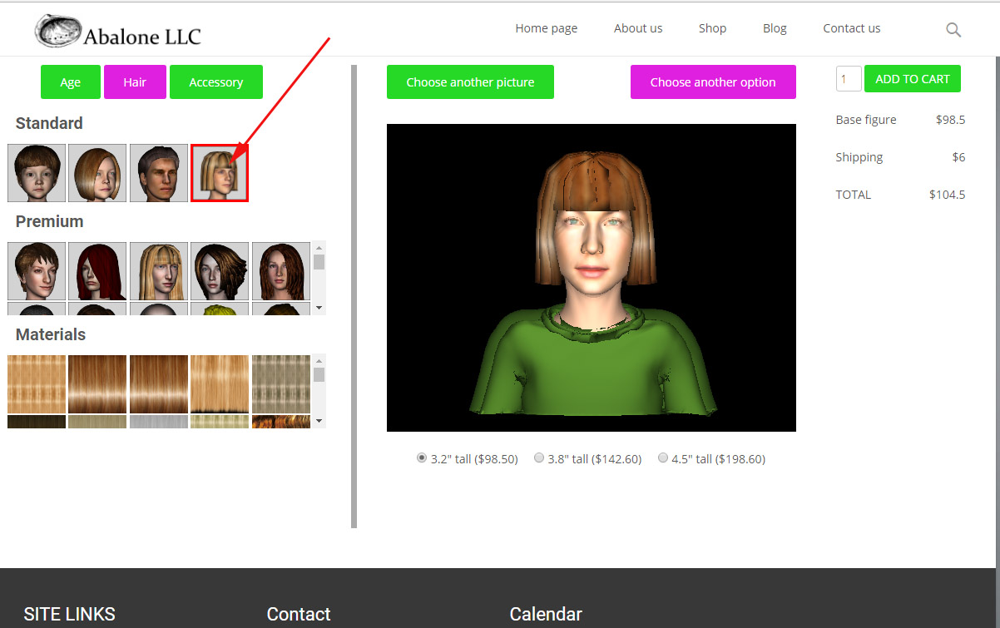 Abalone LLC
Home page About us Shop Blog Contact us
Age Hair Accessory
Choose another picture Choose another option
1 ADD TO CART
Standard
Base figure $98.5
Shipping $6
TOTAL $104.5
Premium
Materials
3.2" tall ($98.50) 3.8" tall ($142.60) 4.5" tall ($198.60)
SITE LINKS Contact Calendar